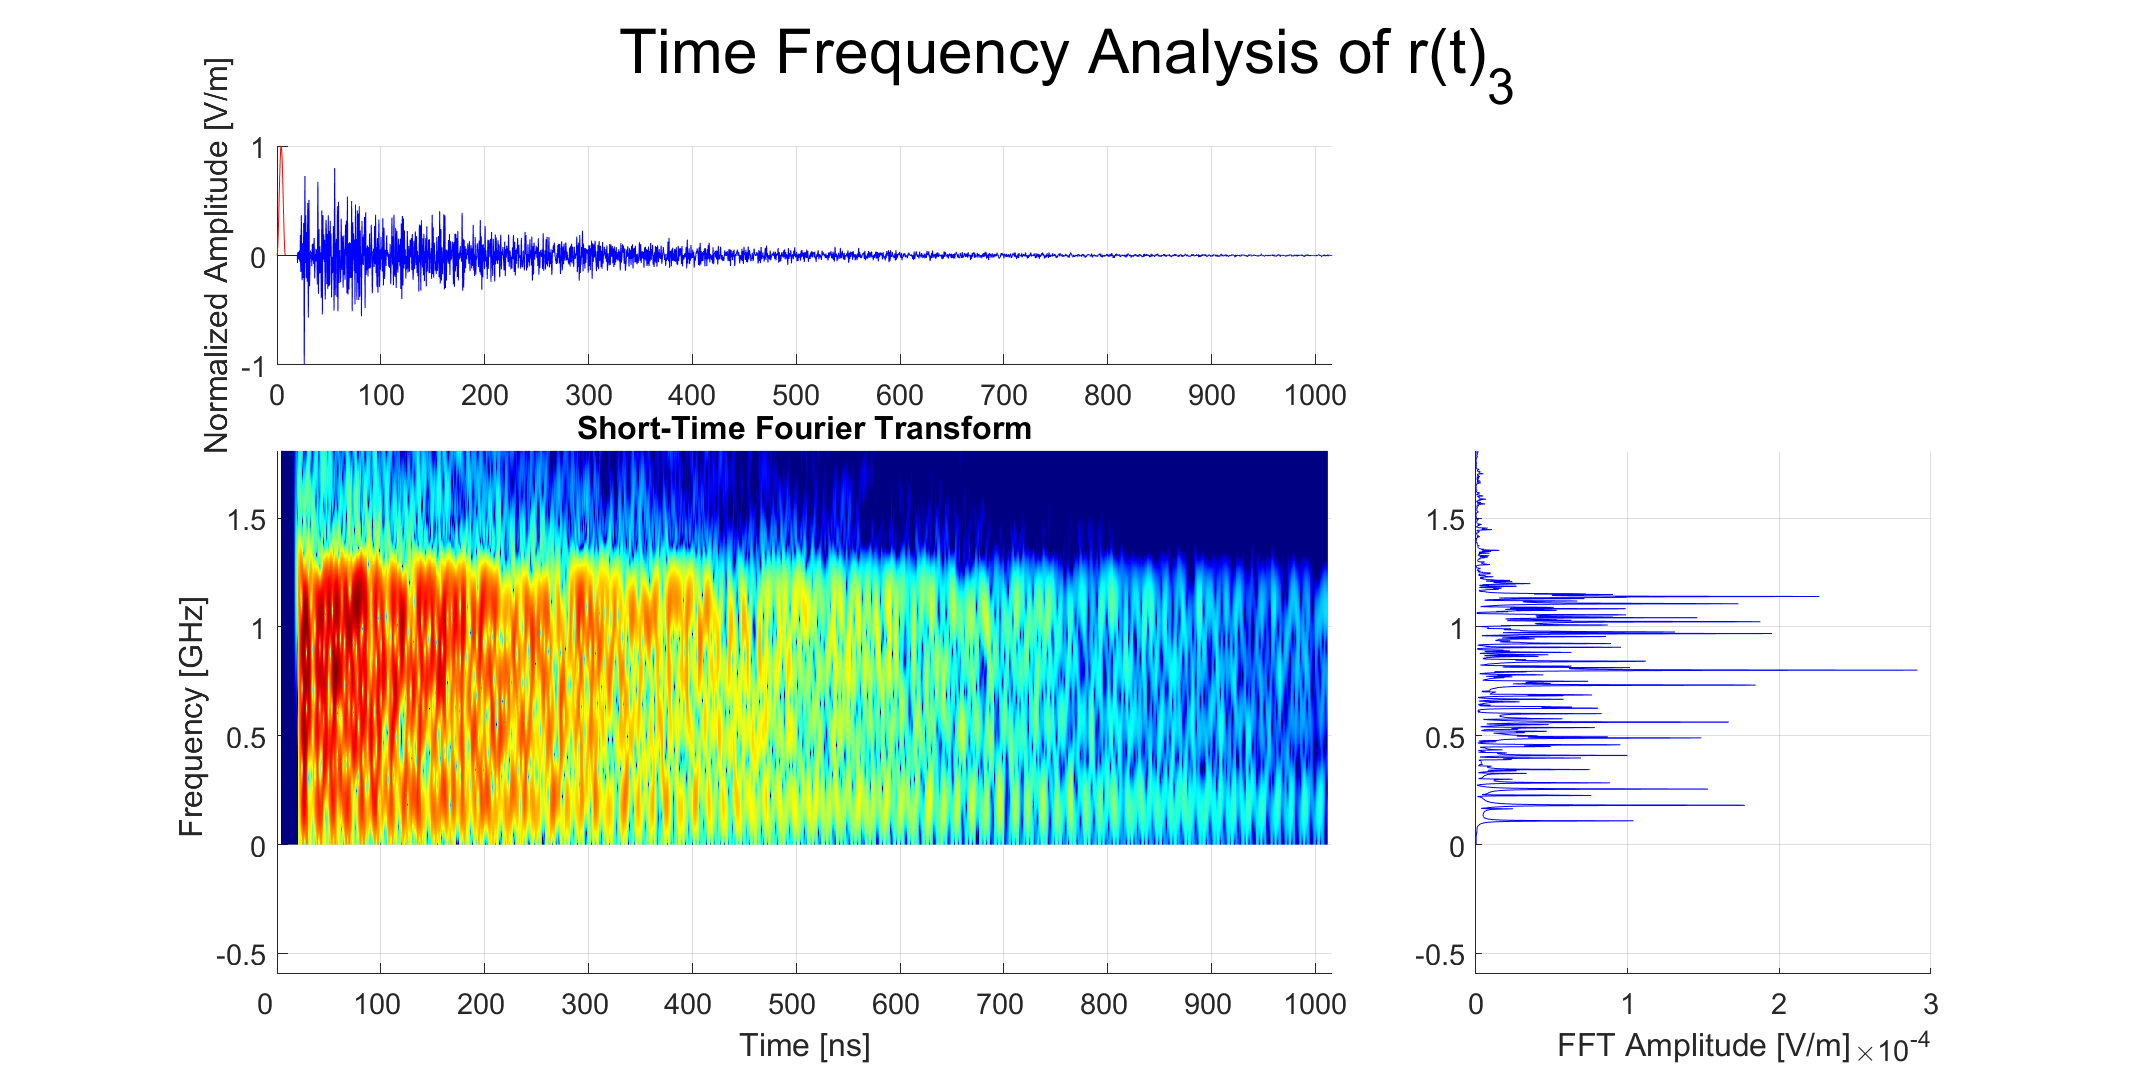 Time Frequency Analysis of r(t)3
Normalized Amplitude [V/m]
1
0
-1
0 100 200 300 400 500 600 700 800 900 1000
Short-Time Fourier Transform
Frequency [GHz]
1.5
1
0.5
0
-0.5
0 100 200 300 400 500 600 700 800 900 1000
Time [ns]
1.5
1
0.5
0
-0.5
0 1 2 3
FFT Amplitude [V/m] ×10-4